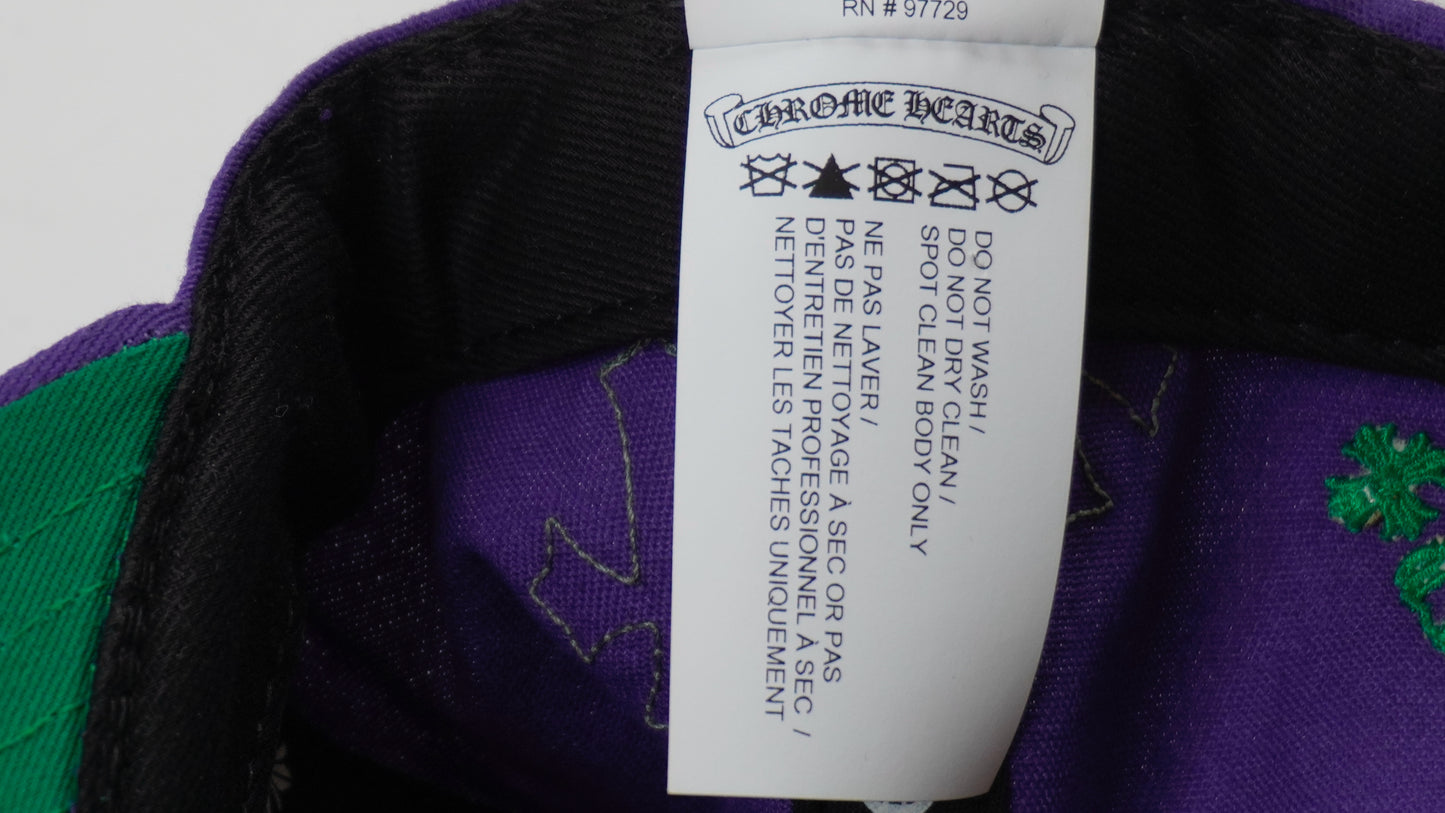 RN # 97729
CHROME HEARTS
DO NOT WASH /
DO NOT DRY CLEAN /
SPOT CLEAN BODY ONLY
NE PAS LAVER /
PAS DE NETTOYAGE À SEC OR PAS
D'ENTRETIEN PROFESSIONNEL À SEC /
NETTOYER LES TACHES UNIQUEMENT